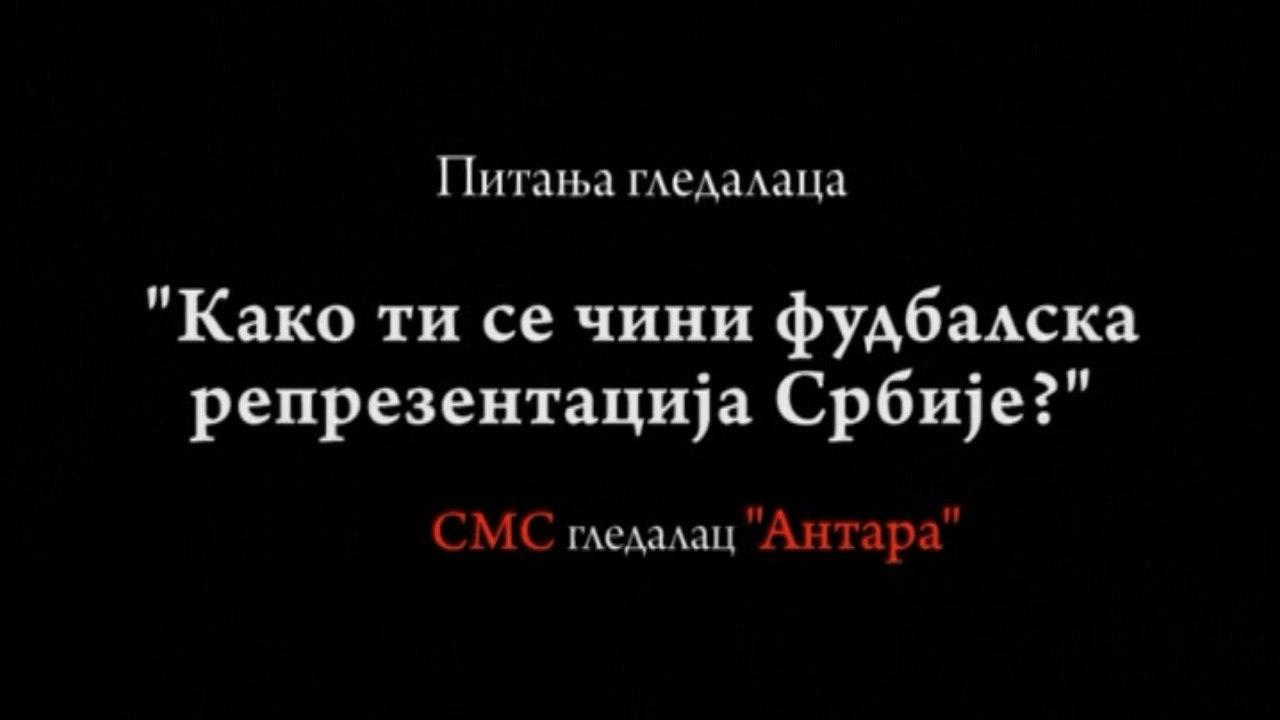 Питања гледалаца
"Како ти се чини фудбалска
репрезентација Србије?"
СМС гледалац "Антара"